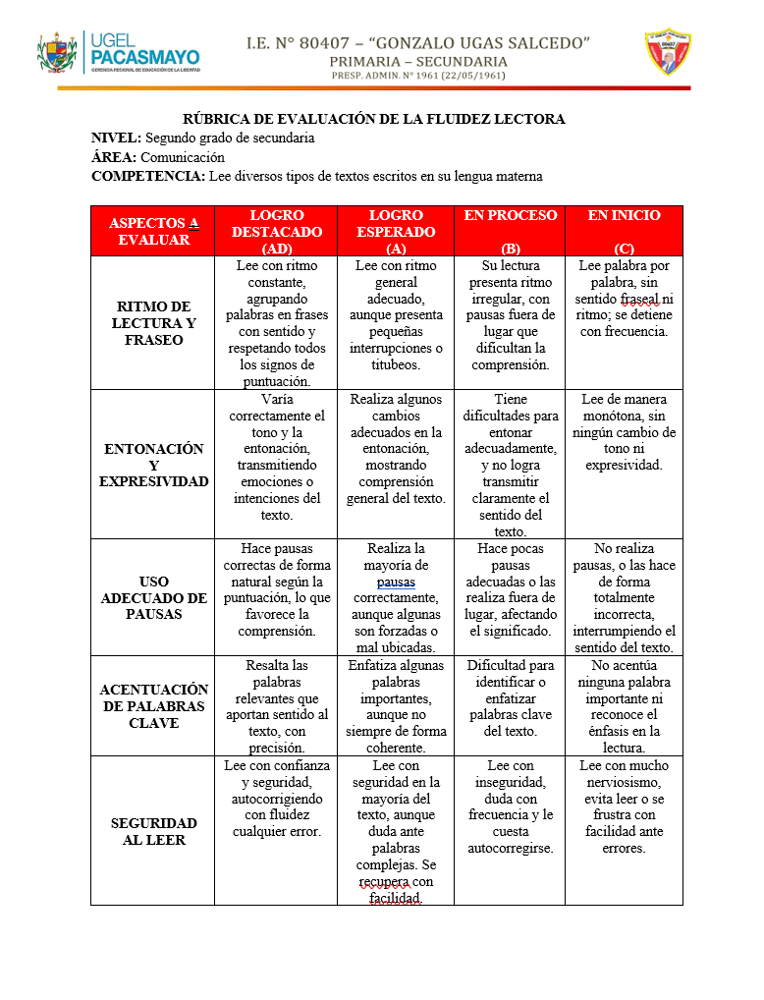 UGEL
PACASMAYO
GERENCIA REGIONAL DE EDUCACIÓN DE LA LIBERTAD
I.E. N° 80407 – “GONZALO UGAS SALCEDO”
PRIMARIA – SECUNDARIA
PRESP. ADMIN. N° 1961 (22/05/1961)
80407
RÚBRICA DE EVALUACIÓN DE LA FLUIDEZ LECTORA
NIVEL: Segundo grado de secundaria
ÁREA: Comunicación
COMPETENCIA: Lee diversos tipos de textos escritos en su lengua materna
ASPECTOS A
EVALUAR
LOGRO
DESTACADO
(AD)
LOGRO
ESPERADO
(A)
EN PROCESO
(B)
EN INICIO
(C)
RITMO DE
LECTURA Y
FRASEO
Lee con ritmo
constante,
agrupando
palabras en frases
con sentido y
respetando todos
los signos de
puntuación.
Lee con ritmo
general
adecuado,
aunque presenta
pequeñas
interrupciones o
titubeos.
Su lectura
presenta ritmo
irregular, con
pausas fuera de
lugar que
dificultan la
comprensión.
Lee palabra por
palabra, sin
sentido fraseal ni
ritmo; se detiene
con frecuencia.
ENTONACIÓN
Y
EXPRESIVIDAD
Varía
correctamente el
tono y la
entonación,
transmitiendo
emociones o
intenciones del
texto.
Realiza algunos
cambios
adecuados en la
entonación,
mostrando
comprensión
general del texto.
Tiene
dificultades para
entonar
adecuadamente,
y no logra
transmitir
claramente el
sentido del
texto.
Lee de manera
monótona, sin
ningún cambio de
tono ni
expresividad.
USO
ADECUADO DE
PAUSAS
Hace pausas
correctas de forma
natural según la
puntuación, lo que
favorece la
comprensión.
Realiza la
mayoría de
pausas
correctamente,
aunque algunas
son forzadas o
mal ubicadas.
Hace pocas
pausas
adecuadas o las
realiza fuera de
lugar, afectando
el significado.
No realiza
pausas, o las hace
de forma
totalmente
incorrecta,
interrumpiendo el
sentido del texto.
ACENTUACIÓN
DE PALABRAS
CLAVE
Resalta las
palabras
relevantes que
aportan sentido al
texto, con
precisión.
Enfatiza algunas
palabras
importantes,
aunque no
siempre de forma
coherente.
Dificultad para
identificar o
enfatizar
palabras clave
del texto.
No acentúa
ninguna palabra
importante ni
reconoce el
énfasis en la
lectura.
SEGURIDAD
AL LEER
Lee con confianza
y seguridad,
autocorrigiendo
con fluidez
cualquier error.
Lee con
seguridad en la
mayoría del
texto, aunque
duda ante
palabras
complejas. Se
recupera con
facilidad.
Lee con
inseguridad,
duda con
frecuencia y le
cuesta
autocorregirse.
Lee con mucho
nerviosismo,
evita leer o se
frustra con
facilidad ante
errores.